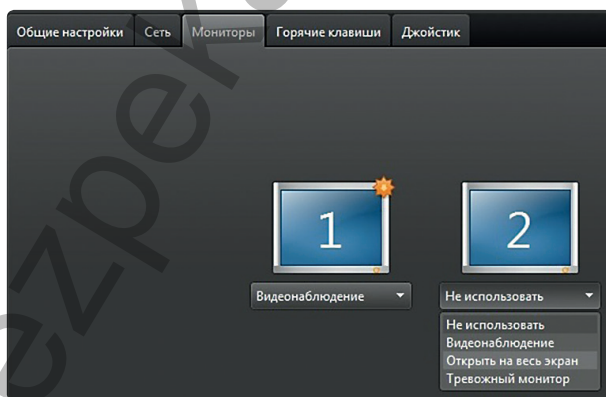 Общие настройки Сеть Мониторы Горячие клавиши Джойстик
1 2
Видеонаблюдение Не использовать
Не использовать
Видеонаблюдение
Открыть на весь экран
Тревожный монитор